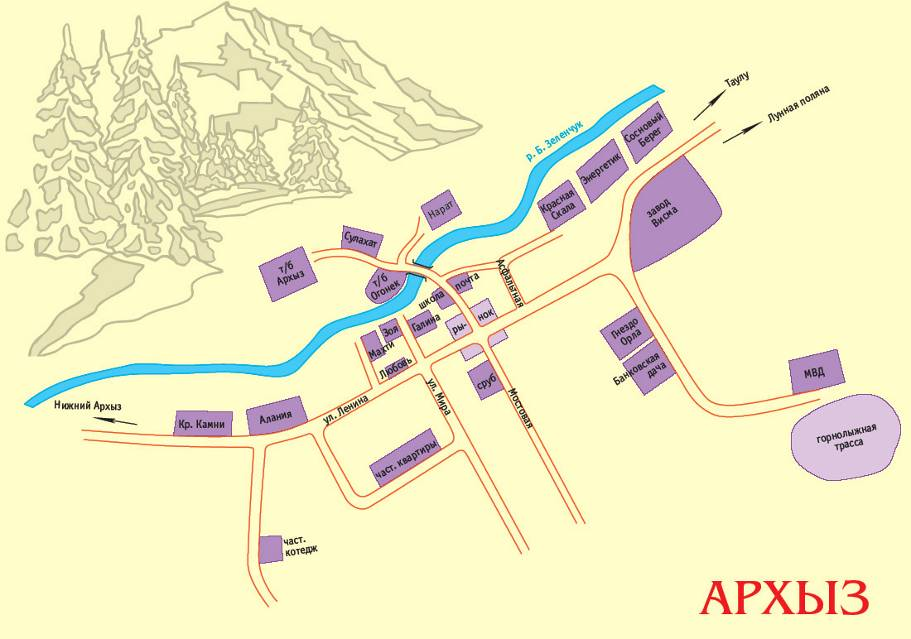 Таулу
Лунная поляна
р. Б. Зеленчук
Сосновый
Берег
Энергетик
Красная
Скала
завод
Висма
Нарат
Сулахат
т/б
Архыз
т/б
Огонек
почта
Асфальтная
школа
Галина
ры-
нок
Зоя
Махти
Любовь
Гнездо
Орла
Банковская
дача
МВД
горнолыжная
трасса
сруб
Мостовая
ул. Мира
ул. Ленина
Нижний Архыз
Кр. Камни
Алания
част. квартиры
част.
котедж
АРХЫЗ